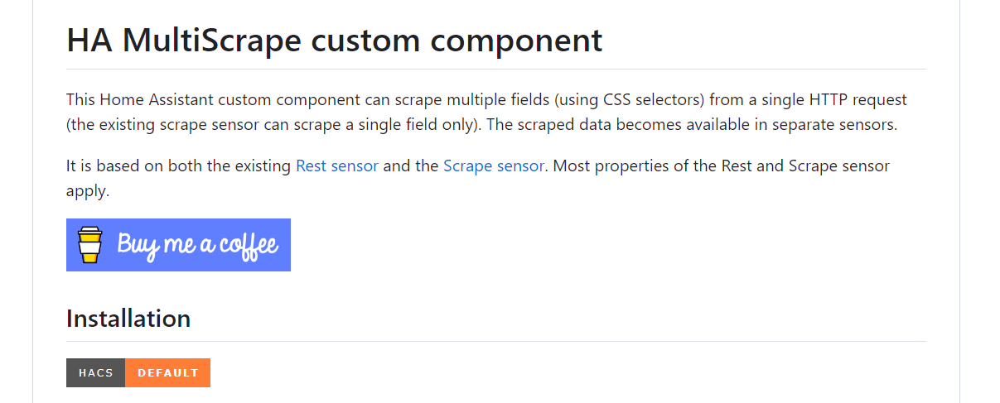 HA MultiScrape custom component
This Home Assistant custom component can scrape multiple fields (using CSS selectors) from a single HTTP request
(the existing scrape sensor can scrape a single field only). The scraped data becomes available in separate sensors.
It is based on both the existing Rest sensor and the Scrape sensor. Most properties of the Rest and Scrape sensor
apply.
Buy me a coffee
Installation
HACS DEFAULT